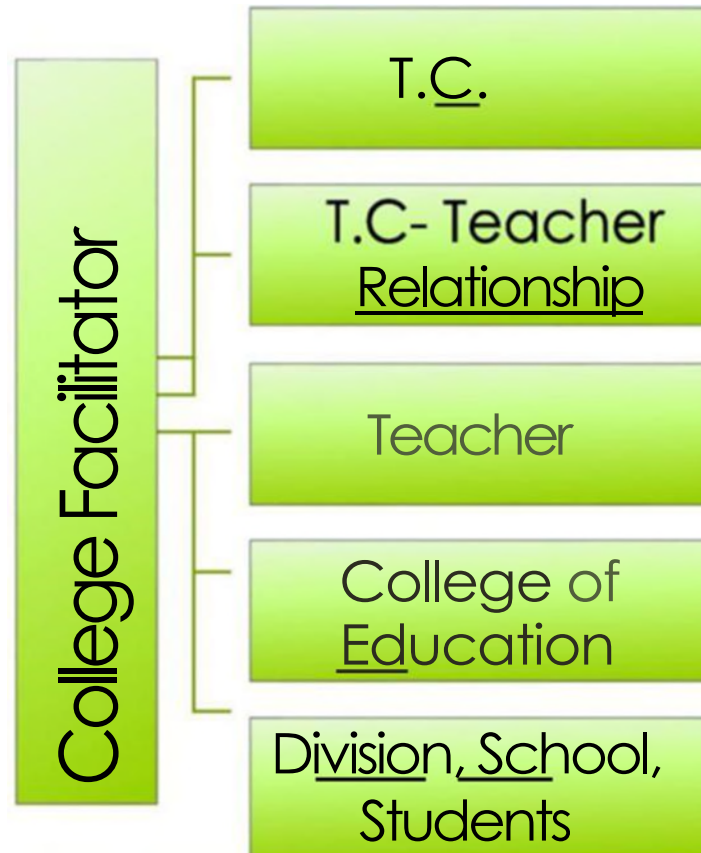 College Facilitator
T.C.
T.C- Teacher
Relationship
Teacher
College of
Education
Division, School,
Students